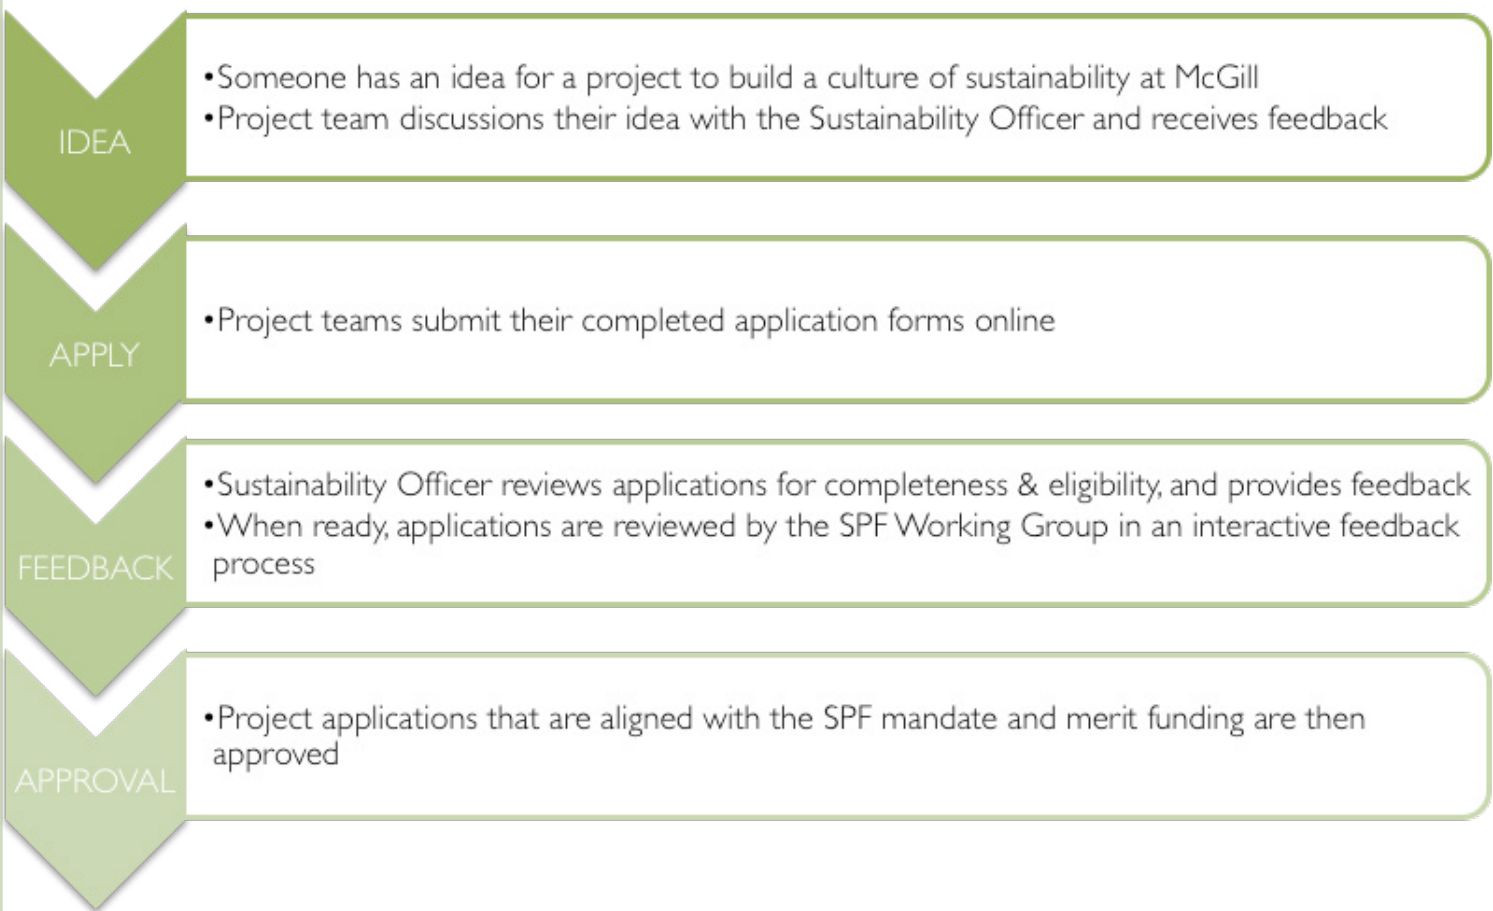 IDEA
•Someone has an idea for a project to build a culture of sustainability at McGill
•Project team discussions their idea with the Sustainability Officer and receives feedback
APPLY
•Project teams submit their completed application forms online
FEEDBACK
•Sustainability Officer reviews applications for completeness & eligibility, and provides feedback
•When ready, applications are reviewed by the SPF Working Group in an interactive feedback
process
APPROVAL
•Project applications that are aligned with the SPF mandate and merit funding are then
approved